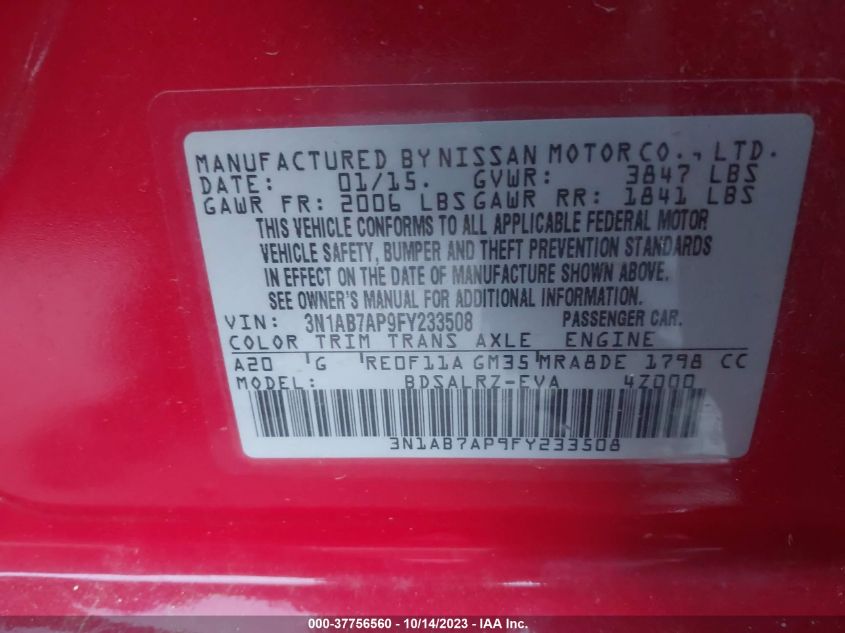 MANUFACTURED BY NISSAN MOTOR CO., LTD.
DATE: 01/15. GVWR: 3847 LBS
GAWR FR: 2006 LBS GAWR RR: 1841 LBS
THIS VEHICLE CONFORMS TO ALL APPLICABLE FEDERAL MOTOR
VEHICLE SAFETY, BUMPER AND THEFT PREVENTION STANDARDS
IN EFFECT ON THE DATE OF MANUFACTURE SHOWN ABOVE.
SEE OWNER'S MANUAL FOR ADDITIONAL INFORMATION
VIN: 3N1AB7AP9FY233508 PASSENGER CAR.
COLOR TRIM TRANS AXLE ENGINE
A20 G RE0F11A GM35 MRA8DE 1798 CC
MODEL: BDSALRZ-EVA 4Z000
3N1AB7AP9FY233508
000-37756560 - 10/14/2023 - IAA Inc.